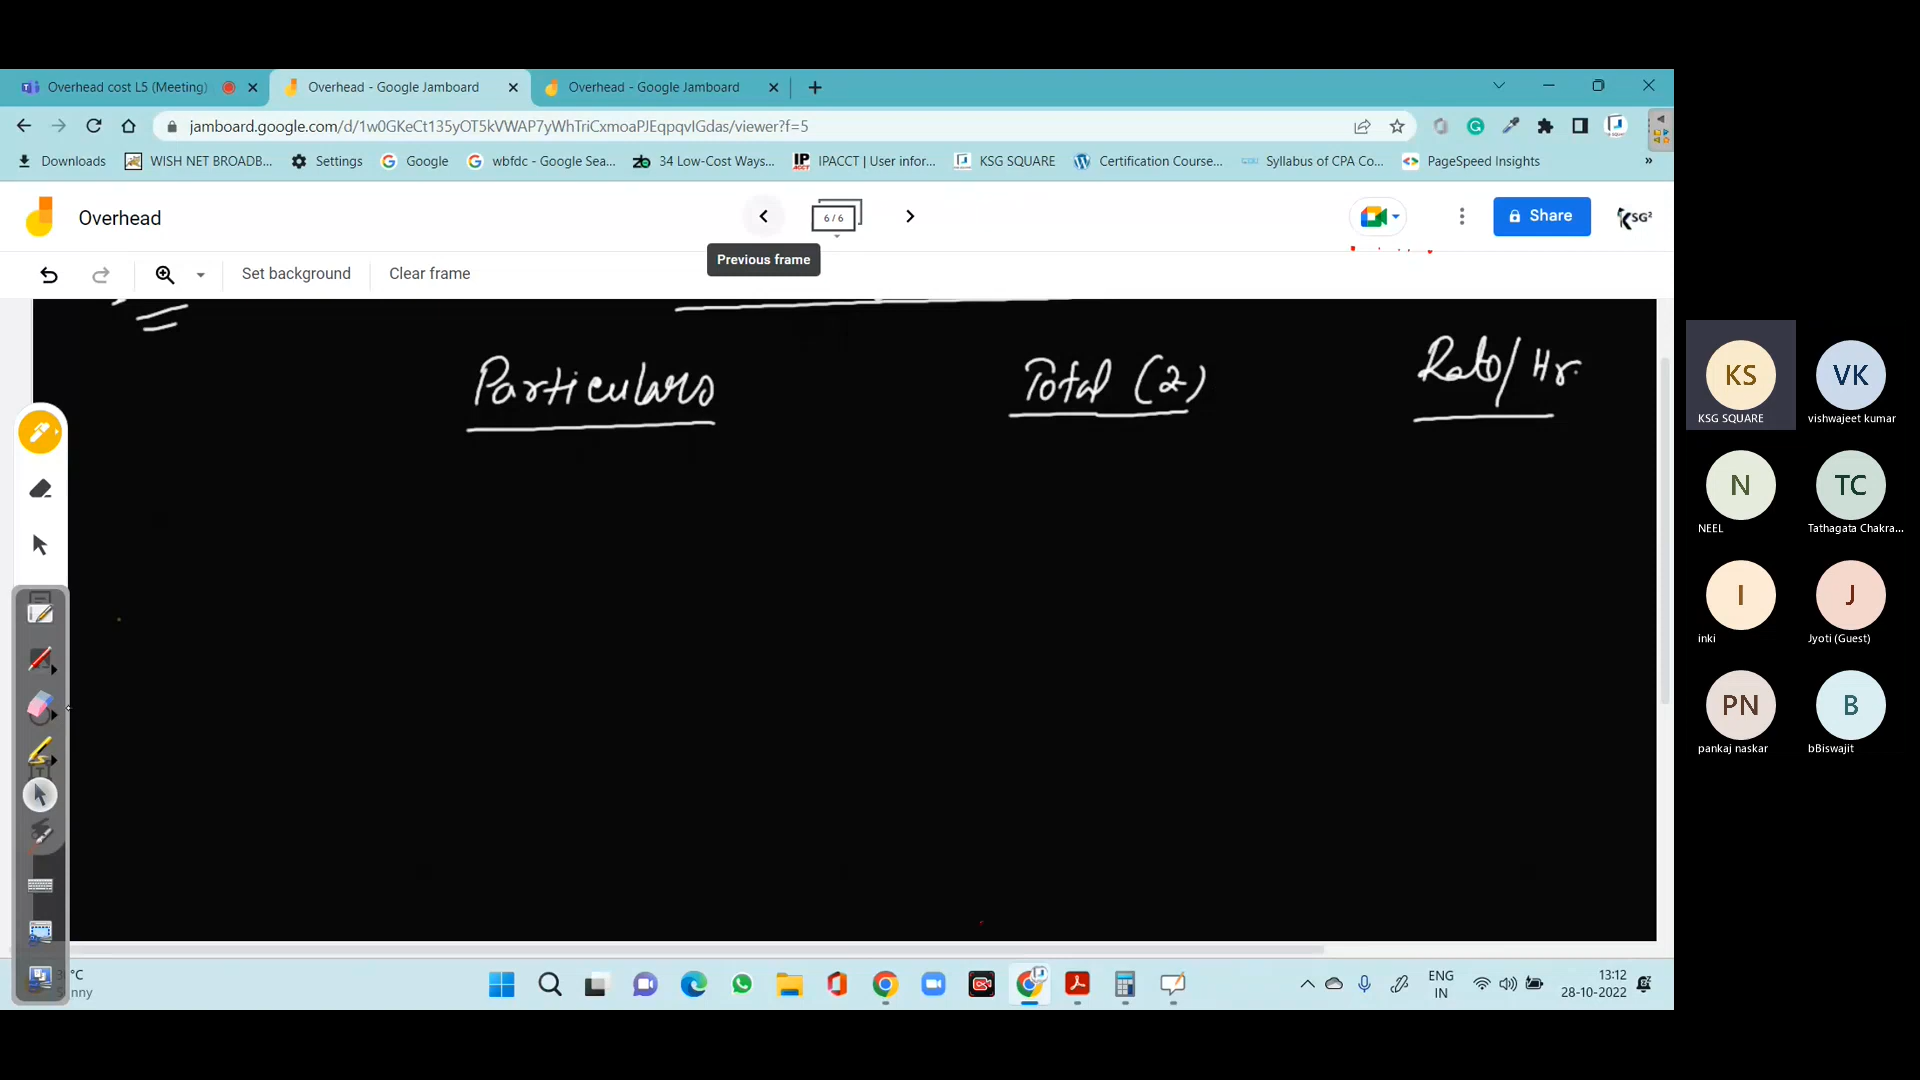 Overhead cost L5 (Meeting)
Overhead - Google Jamboard
Overhead - Google Jamboard
jamboard.google.com/d/1w0GKeCt135yOT5kVWAP7yWhTriCxmoaPJEqpqvIGdas/viewer?f=5
Downloads
WISH NET BROADB...
Settings
Google
wbfdc - Google Sea...
34 Low-Cost Ways...
IPACCT | User infor...
KSG SQUARE
Certification Course...
Syllabus of CPA Co...
PageSpeed Insights
»
Overhead
6 / 6
Share
KSG²
Previous frame
Set background
Clear frame
Particulars
Total (₹)
Rate/Hr.
KS
KSG SQUARE
VK
vishwajeet kumar
N
NEEL
TC
Tathagata Chakra...
I
inki
J
Jyoti (Guest)
PN
pankaj naskar
B
bBiswajit
ENG
IN
13:12
28-10-2022